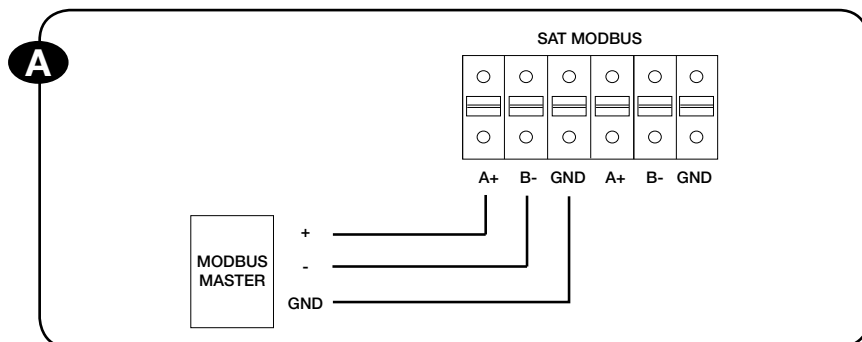 A
SAT MODBUS
A+ B- GND A+ B- GND
MODBUS
MASTER
+
-
GND